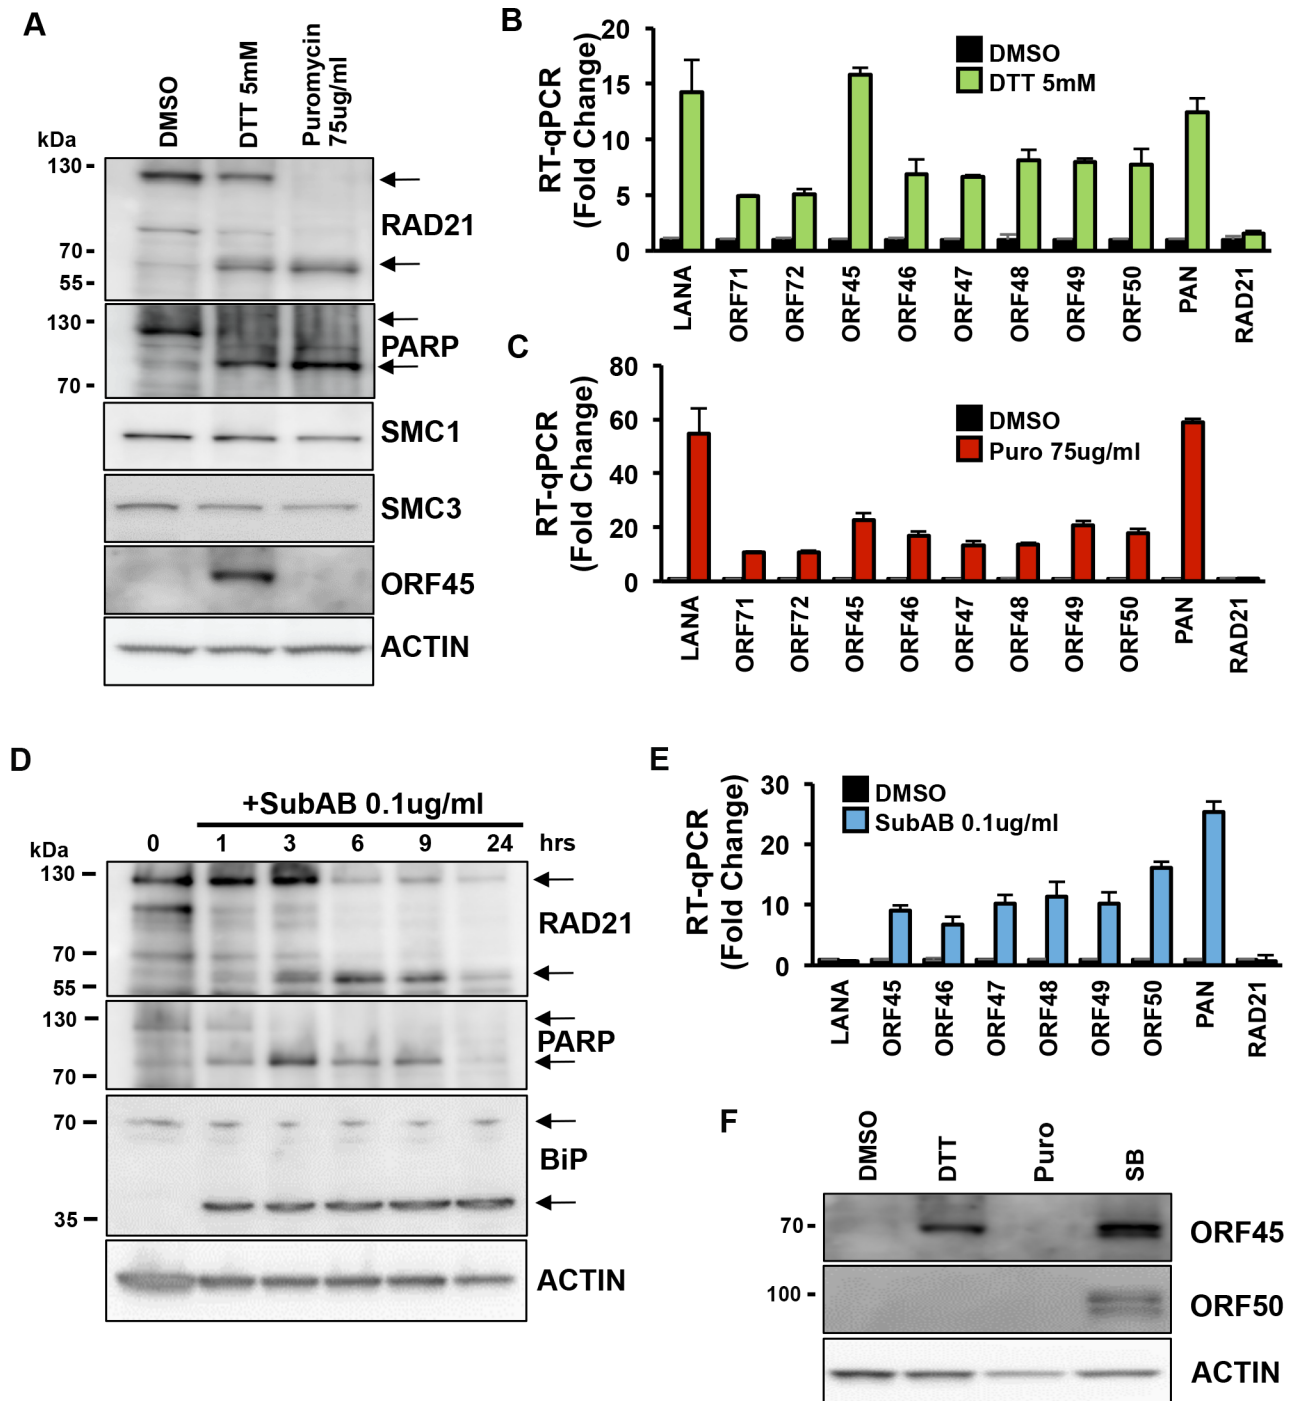 A
DMSO
DTT 5mM
Puromycin
75ug/ml
kDa
130
70
55
RAD21
130
70
PARP
SMC1
SMC3
ORF45
ACTIN
B
RT-qPCR
(Fold Change)
20
15
10
5
0
DMSO
DTT 5mM
LANA
ORF71
ORF72
ORF45
ORF46
ORF47
ORF48
ORF49
ORF50
PAN
RAD21
C
RT-qPCR
(Fold Change)
80
60
40
20
0
DMSO
Puro 75ug/ml
LANA
ORF71
ORF72
ORF45
ORF46
ORF47
ORF48
ORF49
ORF50
PAN
RAD21
D
+SubAB 0.1ug/ml
0 1 3 6 9 24 hrs
kDa
130
70
55
RAD21
130
70
PARP
70
35
BiP
ACTIN
E
RT-qPCR
(Fold Change)
30
20
10
0
DMSO
SubAB 0.1ug/ml
LANA
ORF45
ORF46
ORF47
ORF48
ORF49
ORF50
PAN
RAD21
F
DMSO
DTT
Puro
SB
70
ORF45
100
ORF50
ACTIN